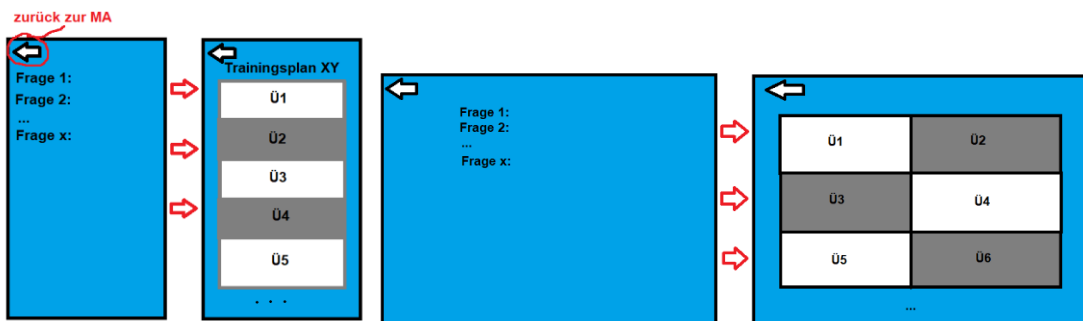 zurück zur MA
Frage 1:
Frage 2:
...
Frage x:
Trainingsplan XY
Ü1
Ü2
Ü3
Ü4
Ü5
. . .
Frage 1:
Frage 2:
...
Frage x:
Ü1 Ü2
Ü3 Ü4
Ü5 Ü6
...